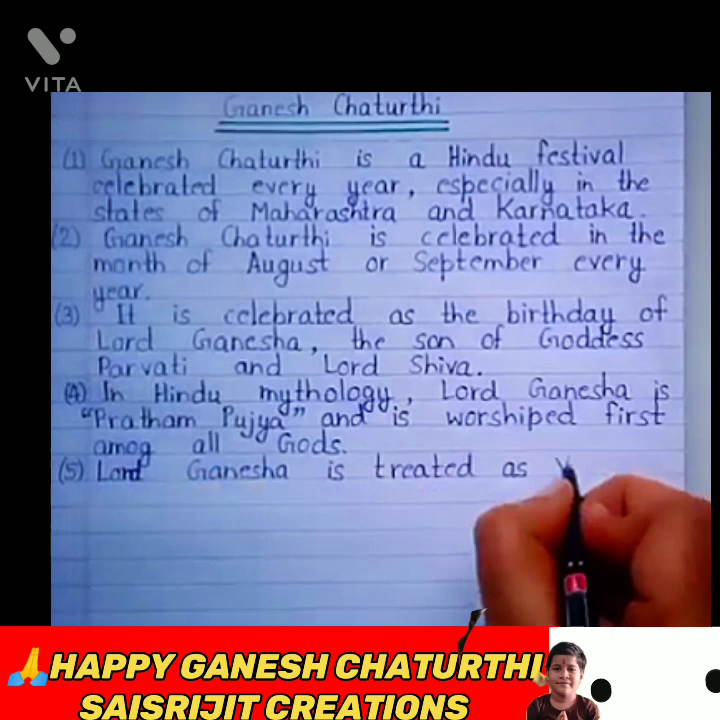 VITA
Ganesh Chaturthi
(1) Ganesh Chaturthi is a Hindu festival
celebrated every year, especially in the
states of Maharashtra and Karnataka.
(2) Ganesh Chaturthi is celebrated in the
month of August or September every
year.
(3) It is celebrated as the birthday of
Lord Ganesha, the son of Goddess
Parvati and Lord Shiva.
(4) In Hindu mythology, Lord Ganesha is
"Pratham Pujya" and is worshiped first
amog all Gods.
(5) Lord Ganesha is treated as
🙏HAPPY GANESH CHATURTHI
SAISRIJIT CREATIONS